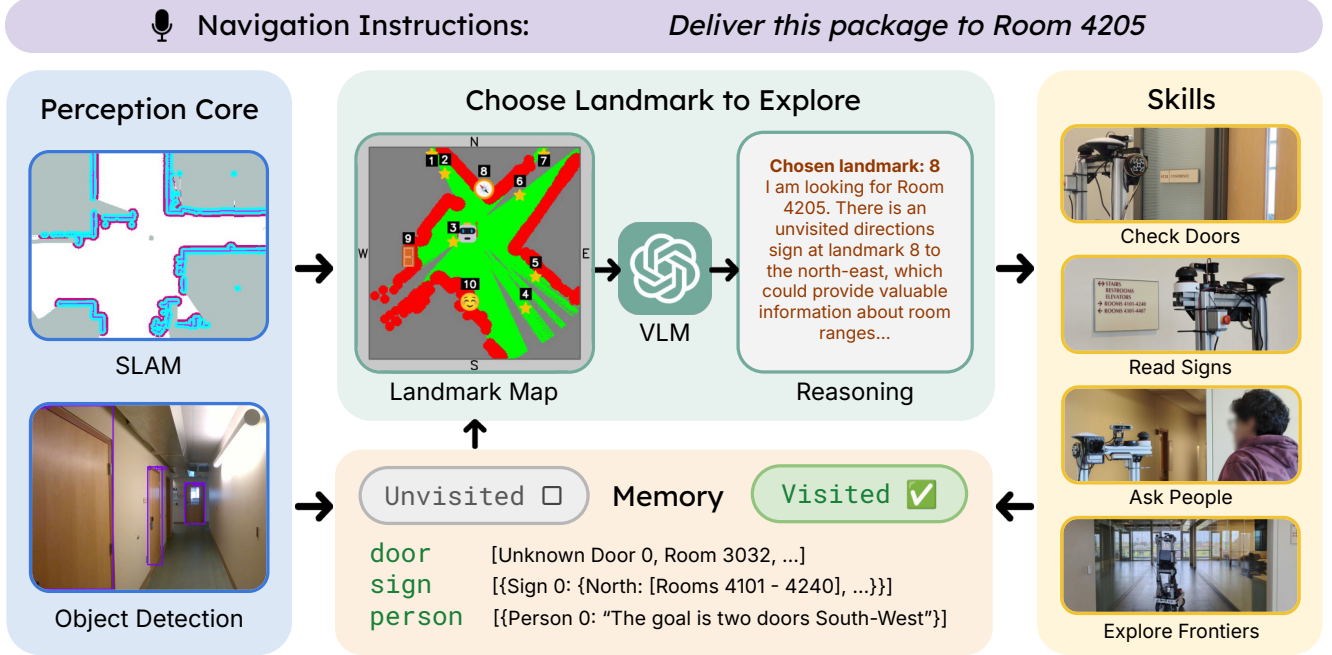 Navigation Instructions: Deliver this package to Room 4205
Perception Core
SLAM
Object Detection
Choose Landmark to Explore
N
1 2
7
8
6
3
W
9
E
5
10
4
S
Landmark Map
VLM
Chosen landmark: 8
I am looking for Room
4205. There is an
unvisited directions
sign at landmark 8 to
the north-east, which
could provide valuable
information about room
ranges...
Reasoning
Unvisited
Memory
Visited
door [Unknown Door 0, Room 3032, ...]
sign [{Sign 0: {North: [Rooms 4101 - 4240], ...}}]
person [{Person 0: “The goal is two doors South-West”}]
Skills
Check Doors
↔STAIRS
RESTROOMS
ELEVATORS
→ ROOMS 4101-4240
← ROOMS 4301-4407
Read Signs
Ask People
Explore Frontiers